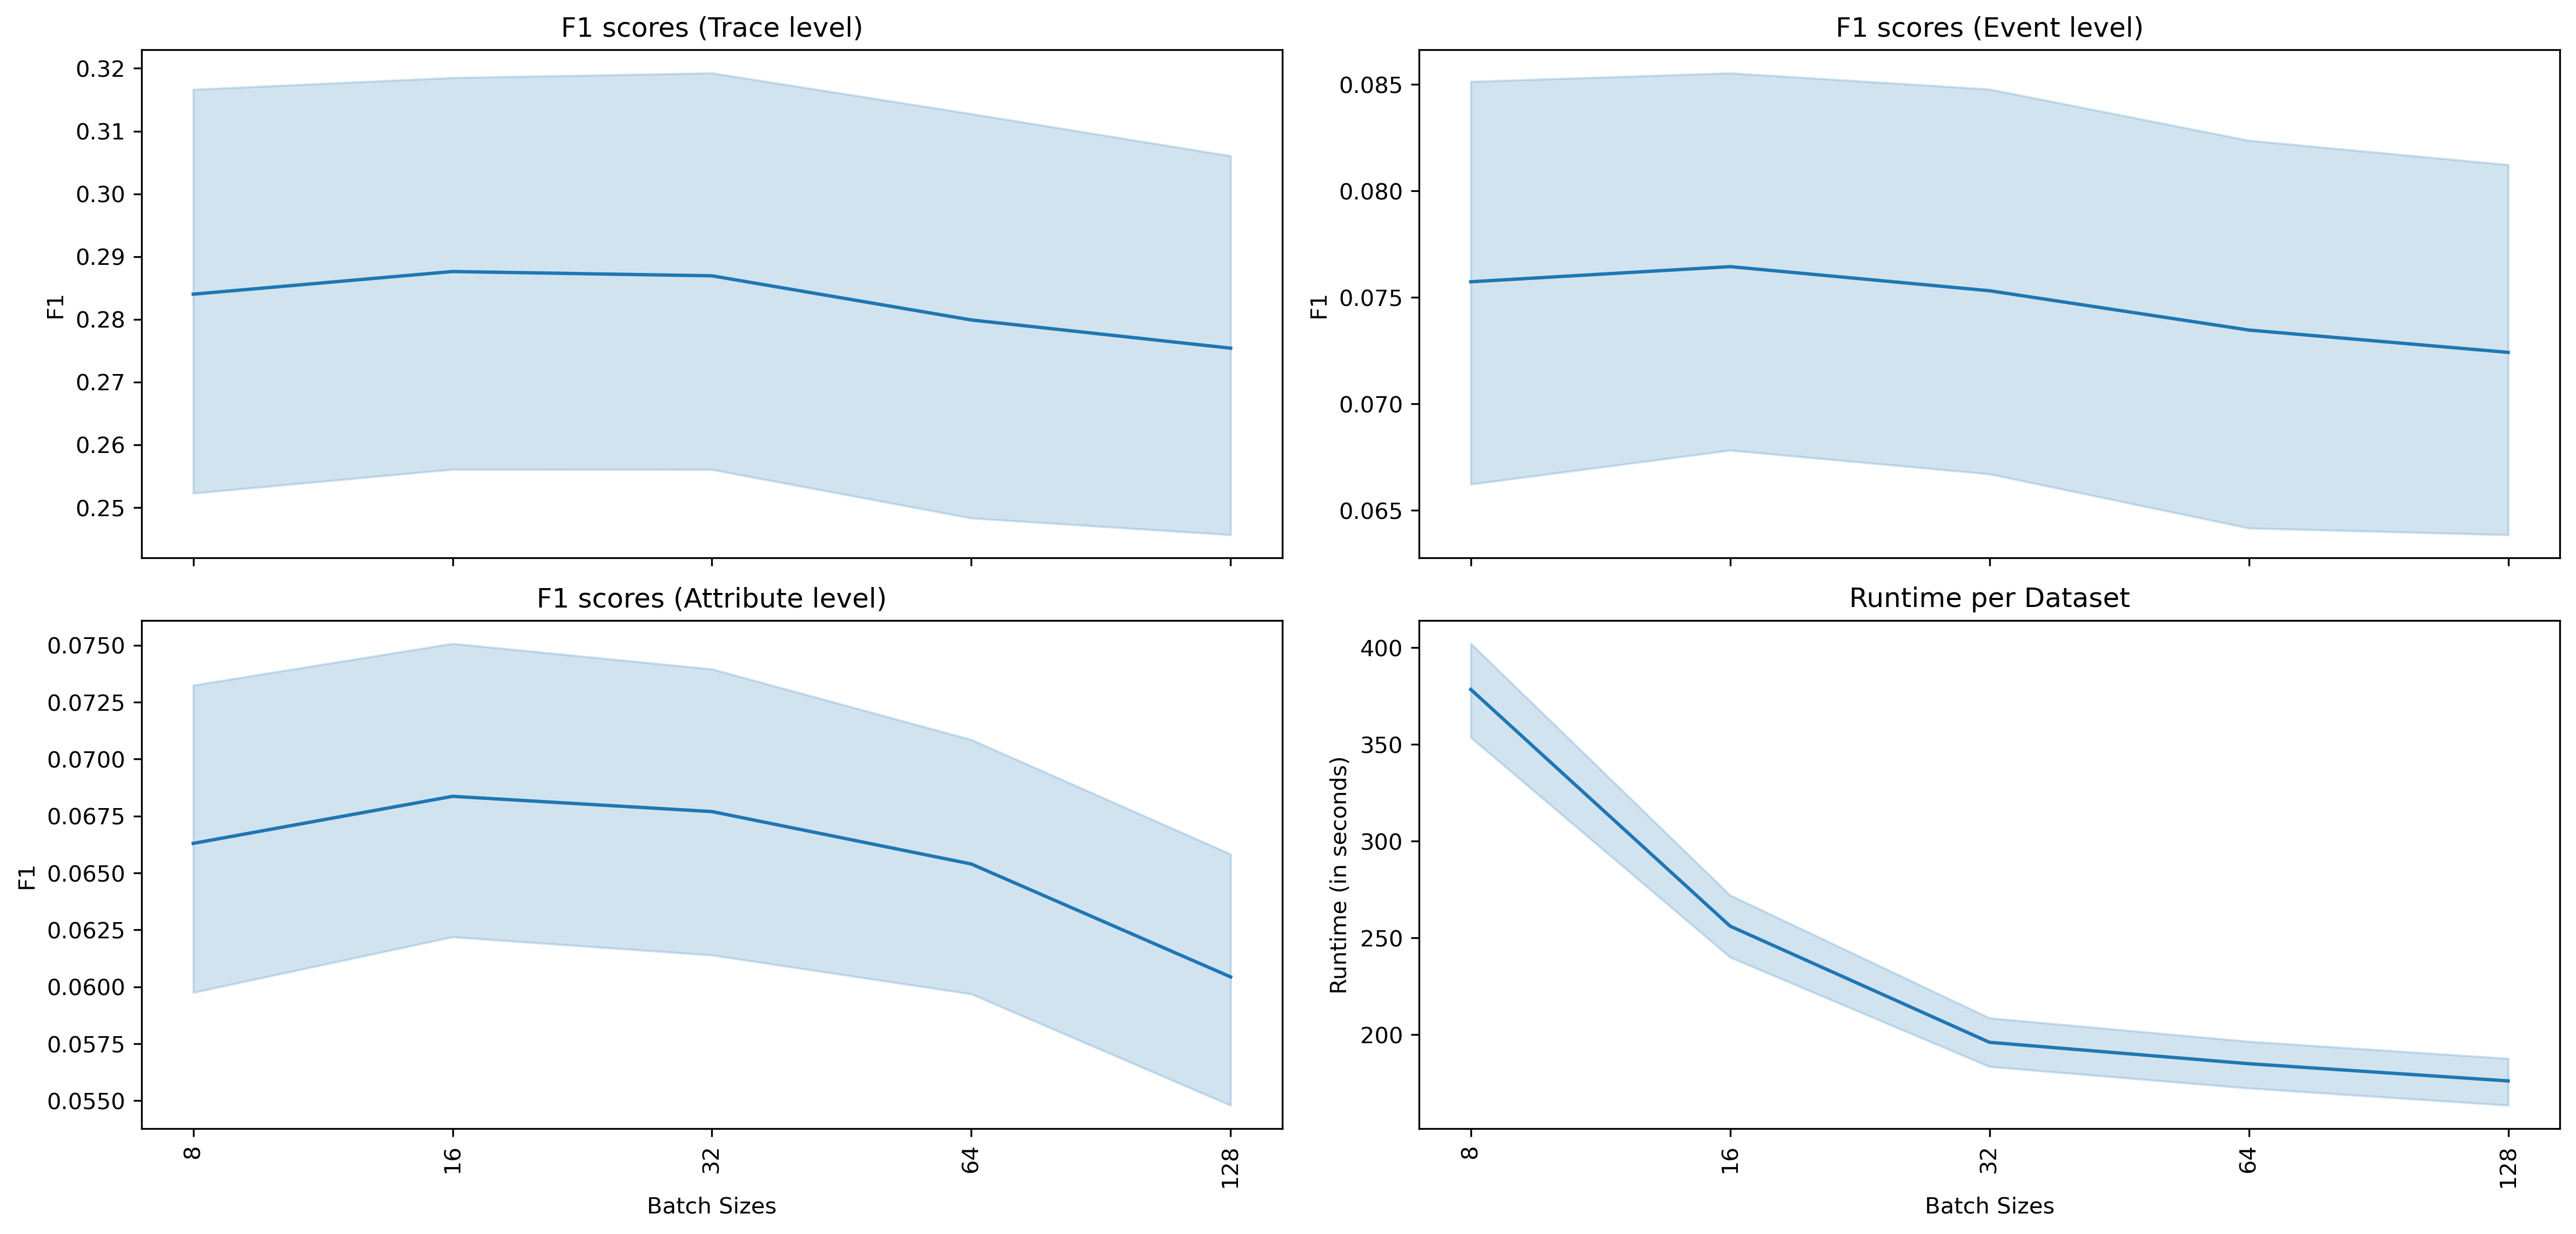 F1 scores (Trace level)
F1
0.32
0.31
0.30
0.29
0.28
0.27
0.26
0.25
F1 scores (Event level)
F1
0.085
0.080
0.075
0.070
0.065
F1 scores (Attribute level)
F1
0.0750
0.0725
0.0700
0.0675
0.0650
0.0625
0.0600
0.0575
0.0550
8 16 32 64 128
Batch Sizes
Runtime per Dataset
Runtime (in seconds)
400
350
300
250
200
8 16 32 64 128
Batch Sizes